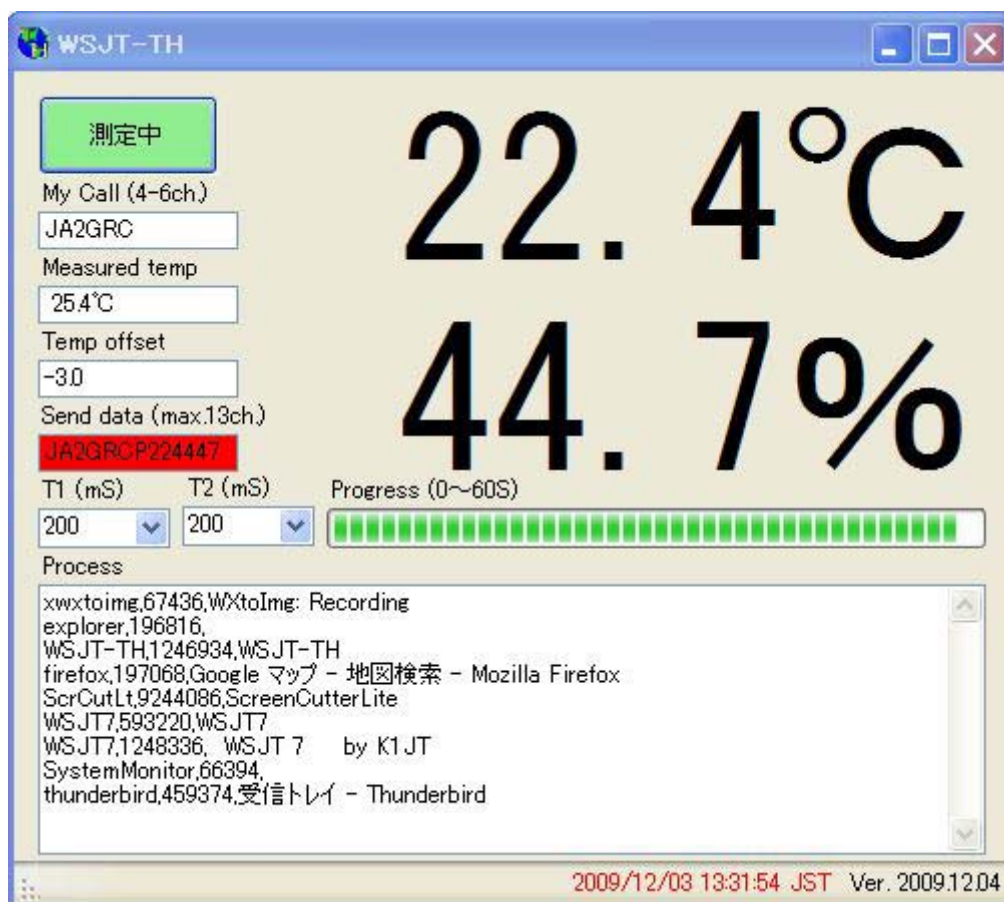 WSJT-TH
測定中
22.4℃
My Call (4-6ch.)
JA2GRC
Measured temp
25.4℃
Temp offset
-3.0
44.7%
Send data (max.13ch.)
JA2GRCP224447
T1 (mS) T2 (mS) Progress (0～60S)
200 200
Process
xwxtoimg,67436,WXtoImg: Recording
explorer,196816,
WSJT-TH,1246934,WSJT-TH
firefox,197068,Google マップ - 地図検索 - Mozilla Firefox
ScrCutLt,9244086,ScreenCutterLite
WSJT7,593220,WSJT7
WSJT7,1248336, WSJT 7 by K1JT
SystemMonitor,66394,
thunderbird,459374,受信トレイ - Thunderbird
2009/12/03 13:31:54 JST Ver. 2009.12.04